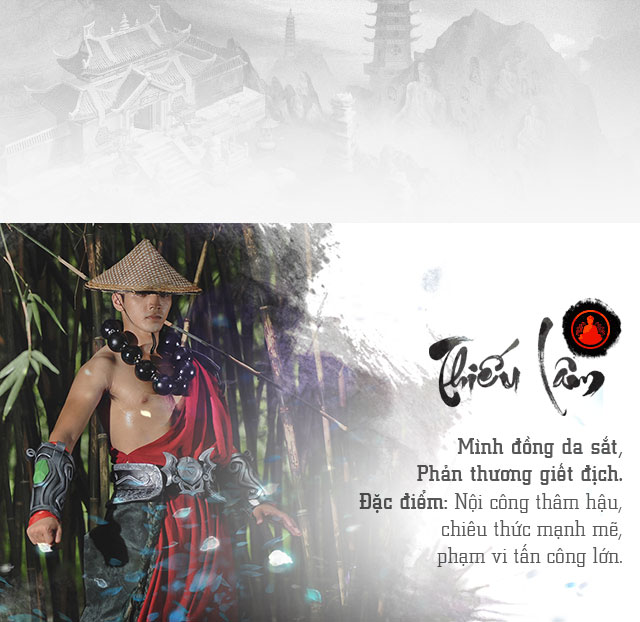 Thiếu Lâm
Mình đồng da sắt,
Phản thương giết địch.
Đặc điểm: Nội công thâm hậu,
chiêu thức mạnh mẽ,
phạm vi tấn công lớn.